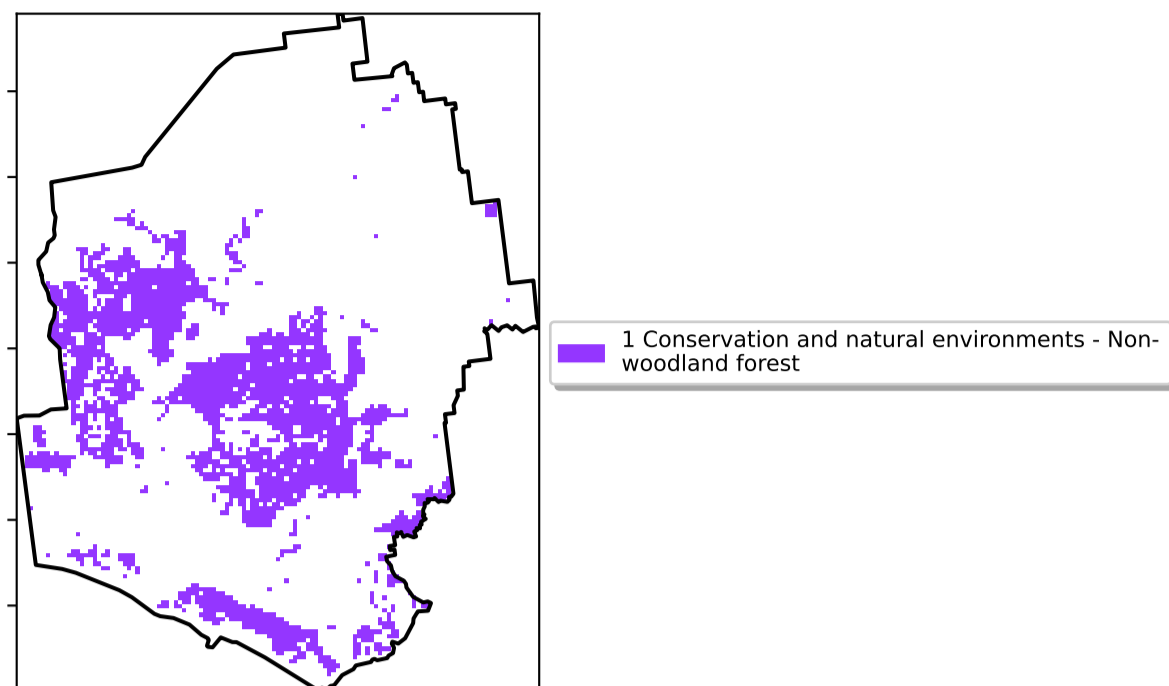 1 Conservation and natural environments - Non-
woodland forest